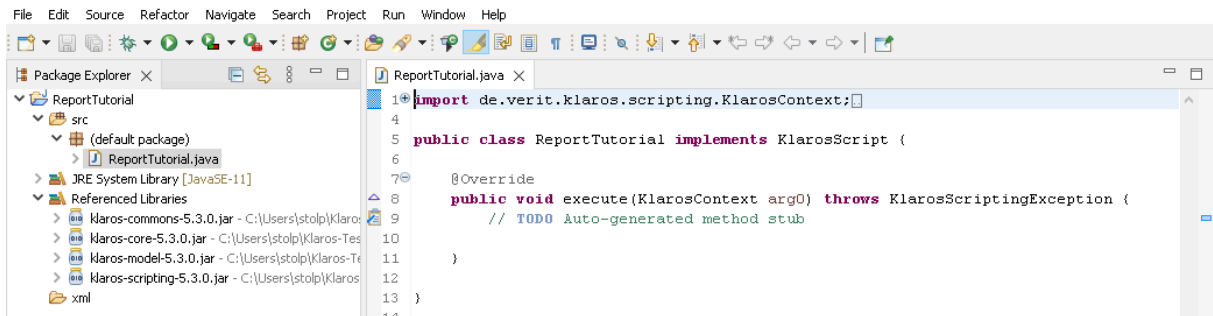 File Edit Source Refactor Navigate Search Project Run Window Help
Package Explorer
ReportTutorial
src
(default package)
ReportTutorial.java
JRE System Library [JavaSE-11]
Referenced Libraries
klaros-commons-5.3.0.jar - C:\Users\stolp\Klaros
klaros-core-5.3.0.jar - C:\Users\stolp\Klaros-Tes
klaros-model-5.3.0.jar - C:\Users\stolp\Klaros-Te
klaros-scripting-5.3.0.jar - C:\Users\stolp\Klaros
xml
ReportTutorial.java
1 import de.verit.klaros.scripting.KlarosContext;
4
5 public class ReportTutorial implements KlarosScript {
6
7 @Override
8 public void execute(KlarosContext arg0) throws KlarosScriptingException {
9 // TODO Auto-generated method stub
10
11 }
12
13 }